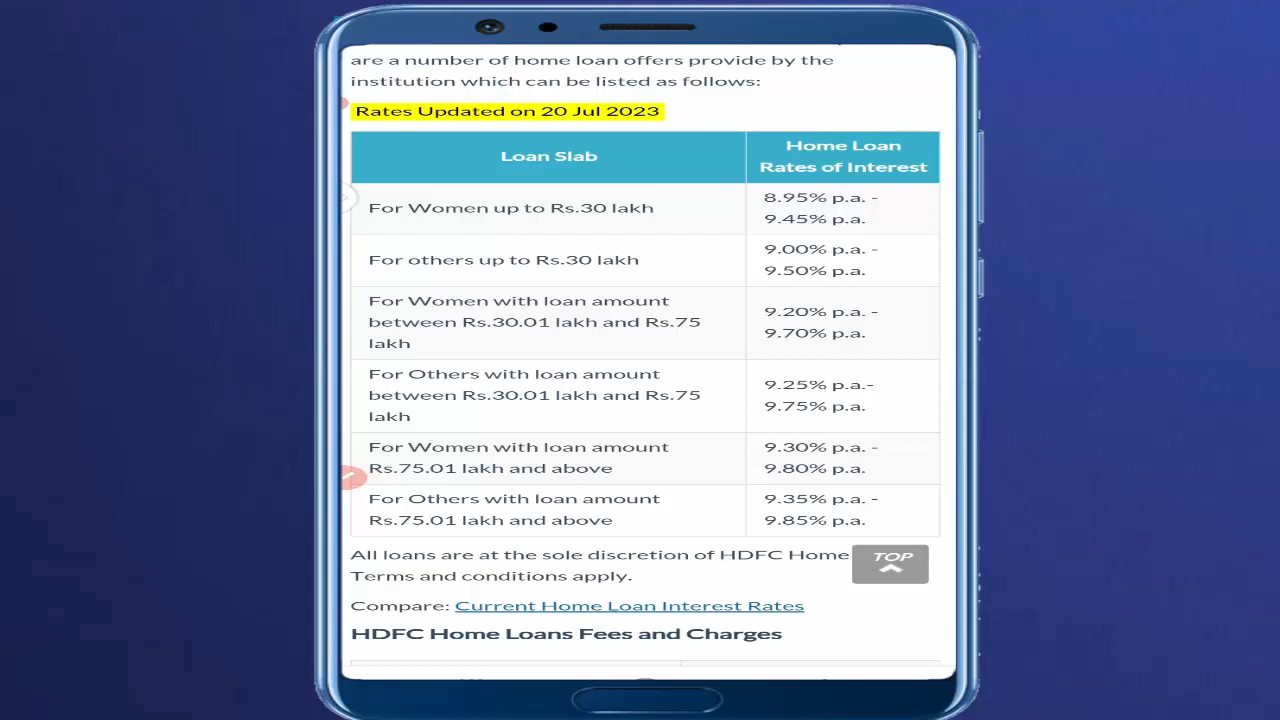 are a number of home loan offers provide by the
institution which can be listed as follows:
Rates Updated on 20 Jul 2023
Loan Slab
Home Loan
Rates of Interest
For Women up to Rs.30 lakh
8.95% p.a. -
9.45% p.a.
For others up to Rs.30 lakh
9.00% p.a. -
9.50% p.a.
For Women with loan amount
between Rs.30.01 lakh and Rs.75
lakh
9.20% p.a. -
9.70% p.a.
For Others with loan amount
between Rs.30.01 lakh and Rs.75
lakh
9.25% p.a.-
9.75% p.a.
For Women with loan amount
Rs.75.01 lakh and above
9.30% p.a. -
9.80% p.a.
For Others with loan amount
Rs.75.01 lakh and above
9.35% p.a. -
9.85% p.a.
All loans are at the sole discretion of HDFC Home
Terms and conditions apply.
TOP
Compare: Current Home Loan Interest Rates
HDFC Home Loans Fees and Charges